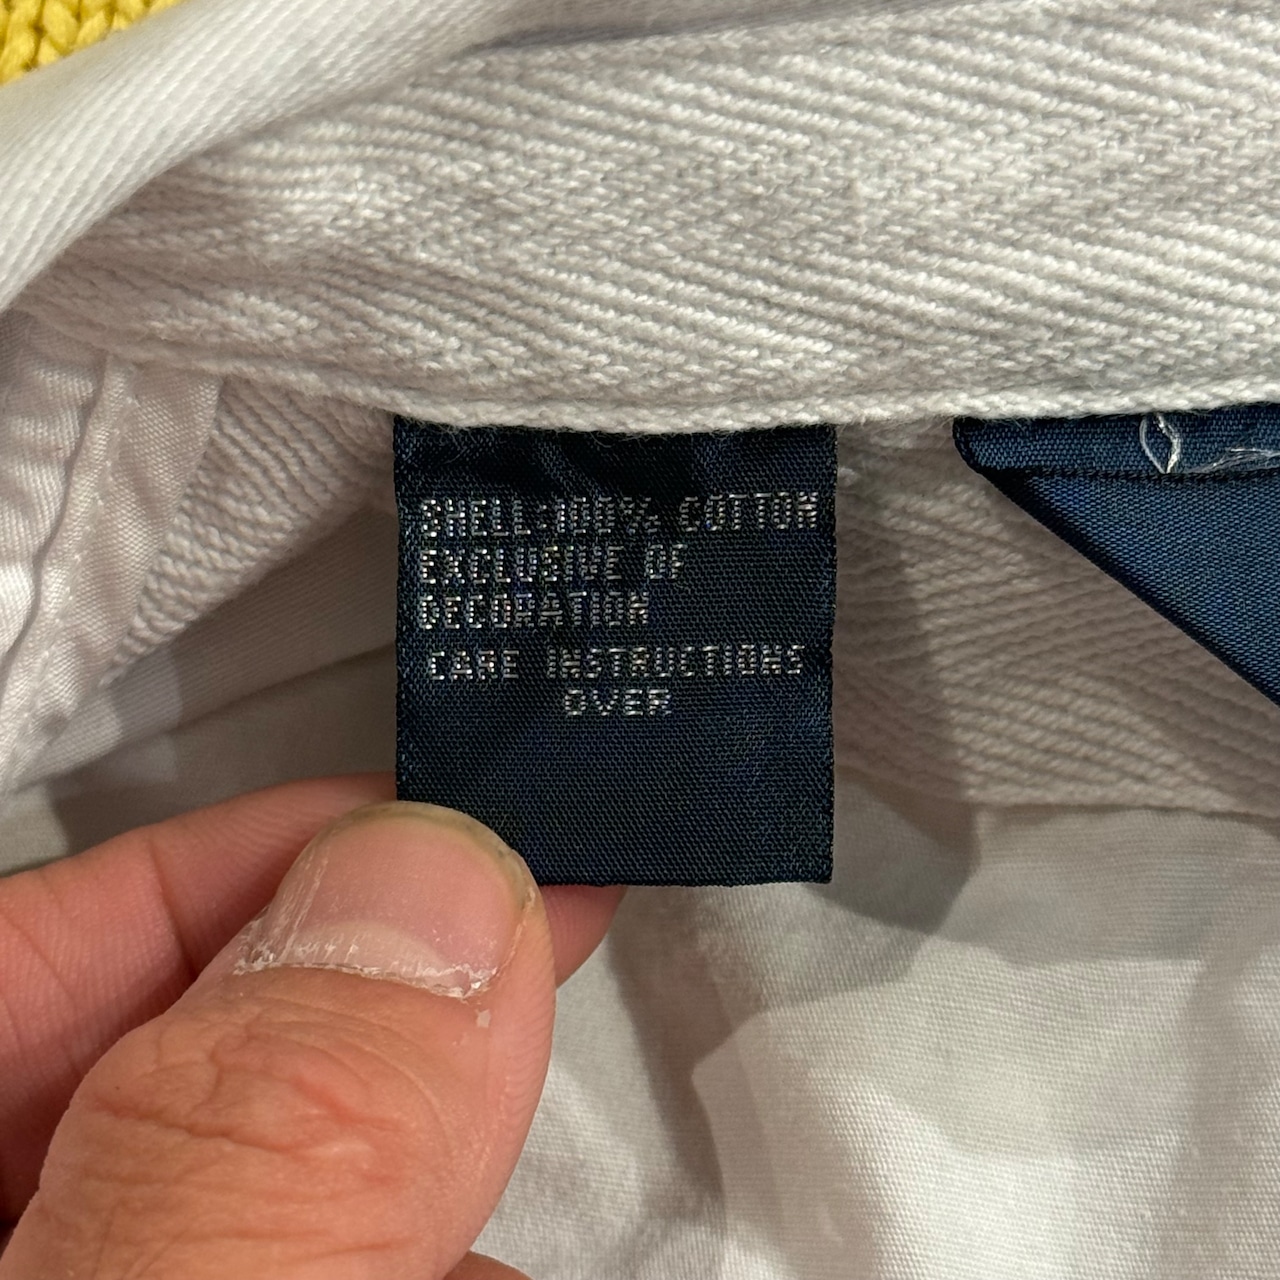 SHELL:100% COTTON
EXCLUSIVE OF
DECORATION
CARE INSTRUCTIONS
OVER